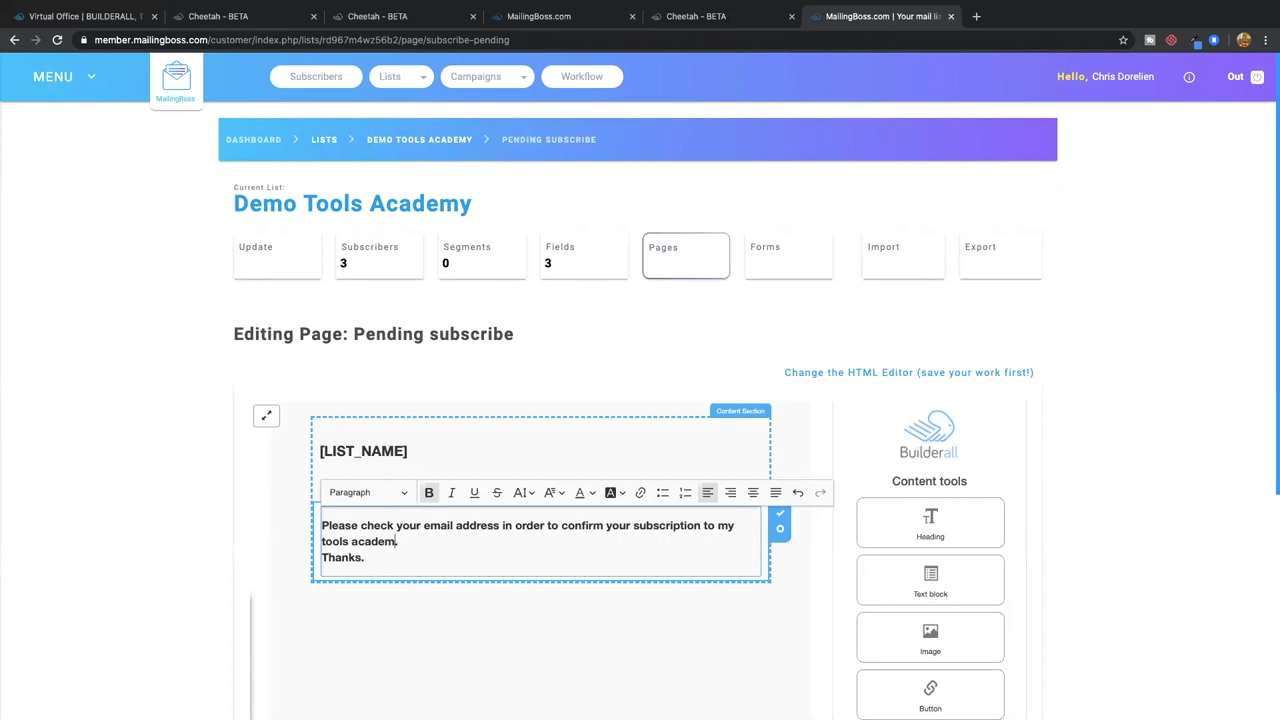 Virtual Office | BUILDERALL, T
Cheetah - BETA
Cheetah - BETA
MailingBoss.com
Cheetah - BETA
MailingBoss.com | Your mail lis
member.mailingboss.com/customer/index.php/lists/rd967m4wz56b2/page/subscribe-pending
MENU
MailingBoss
Subscribers
Lists
Campaigns
Workflow
Hello, Chris Dorelien
Out
DASHBOARD
LISTS
DEMO TOOLS ACADEMY
PENDING SUBSCRIBE
Current List:
Demo Tools Academy
Update
Subscribers
3
Segments
0
Fields
3
Pages
Forms
Import
Export
Editing Page: Pending subscribe
Change the HTML Editor (save your work first!)
Content Section
[LIST_NAME]
Paragraph
Please check your email address in order to confirm your subscription to my
tools academ.
Thanks.
Builderall
Content tools
Heading
Text block
Image
Button